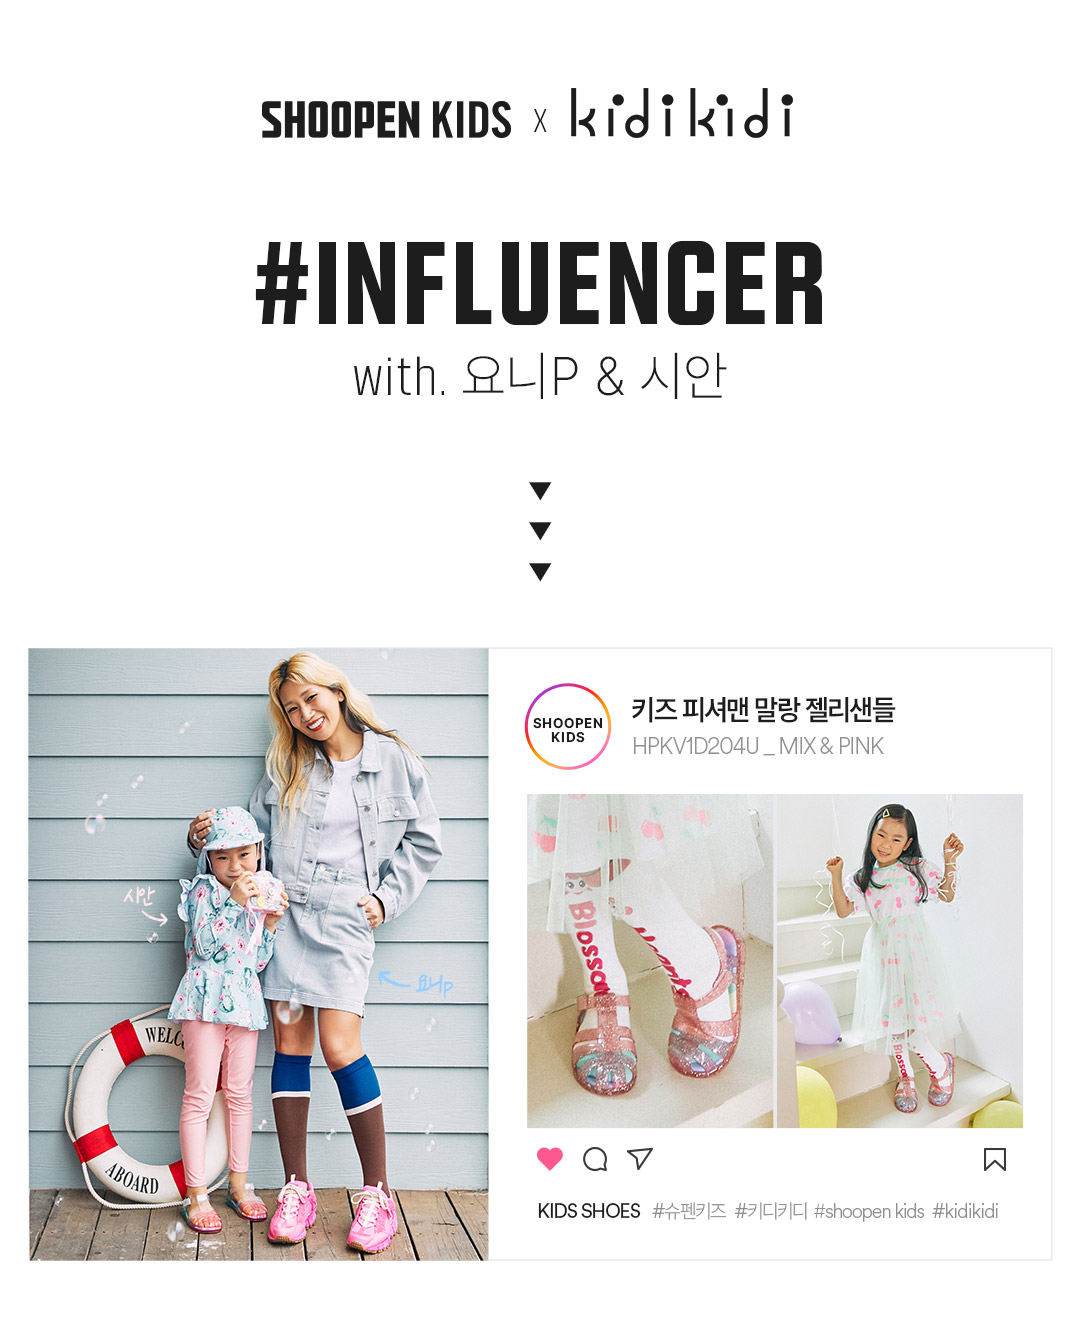 SHOOPEN KIDS x kidikidi
#INFLUENCER
with. 요니P & 시안
시안
요니P
WELC
ABOARD
SHOOPEN
KIDS
키즈 피셔맨 말랑 젤리샌들
HPKV1D204U _ MIX & PINK
Blossom
Hearts
Blossom
KIDS SHOES #슈펜키즈 #키디키디 #shoopen kids #kidikidi